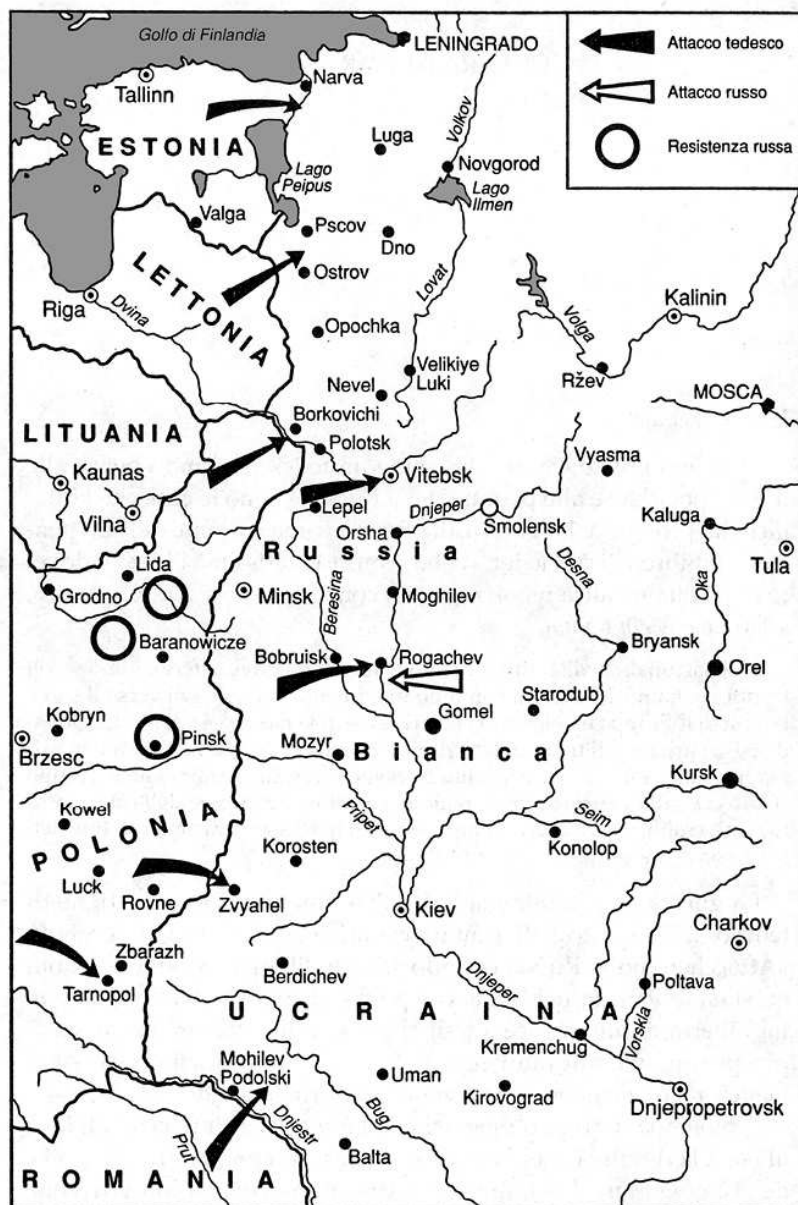 Golfo di Finlandia
LENINGRADO
Attacco tedesco
Attacco russo
Resistenza russa
Tallinn
Narva
ESTONIA
Luga
Volkov
Novgorod
Lago
Peipus
Lago
Ilmen
Valga
Pscov
Dno
LETTONIA
Ostrov
Lovat
Riga
Dvina
Opochka
Volga
Kalinin
Velikiye
Luki
Nevel
Ržev
MOSCA
Borkovichi
LITUANIA
Polotsk
Vyasma
Kaunas
Vitebsk
Vilna
Lepel
Dnjeper
Smolensk
Kaluga
Orsha
Russia
Desna
Tula
Lida
Grodno
Minsk
Beresina
Moghilev
Oka
Baranowicze
Bobruisk
Rogachev
Bryansk
Orel
Starodub
Kobryn
Pinsk
Gomel
Brzesc
Mozyr
Bianca
Kursk
Kowel
Pripet
Seim
POLONIA
Korosten
Konolop
Luck
Rovne
Zvyahel
Kiev
Charkov
Zbarazh
Tarnopol
Berdichev
Dnjeper
Poltava
UCRAINA
Vorskla
Kremenchug
Mohilev
Podolski
Uman
Kirovograd
Dnjepropetrovsk
Bug
Dnjestr
Prut
Balta
ROMANIA